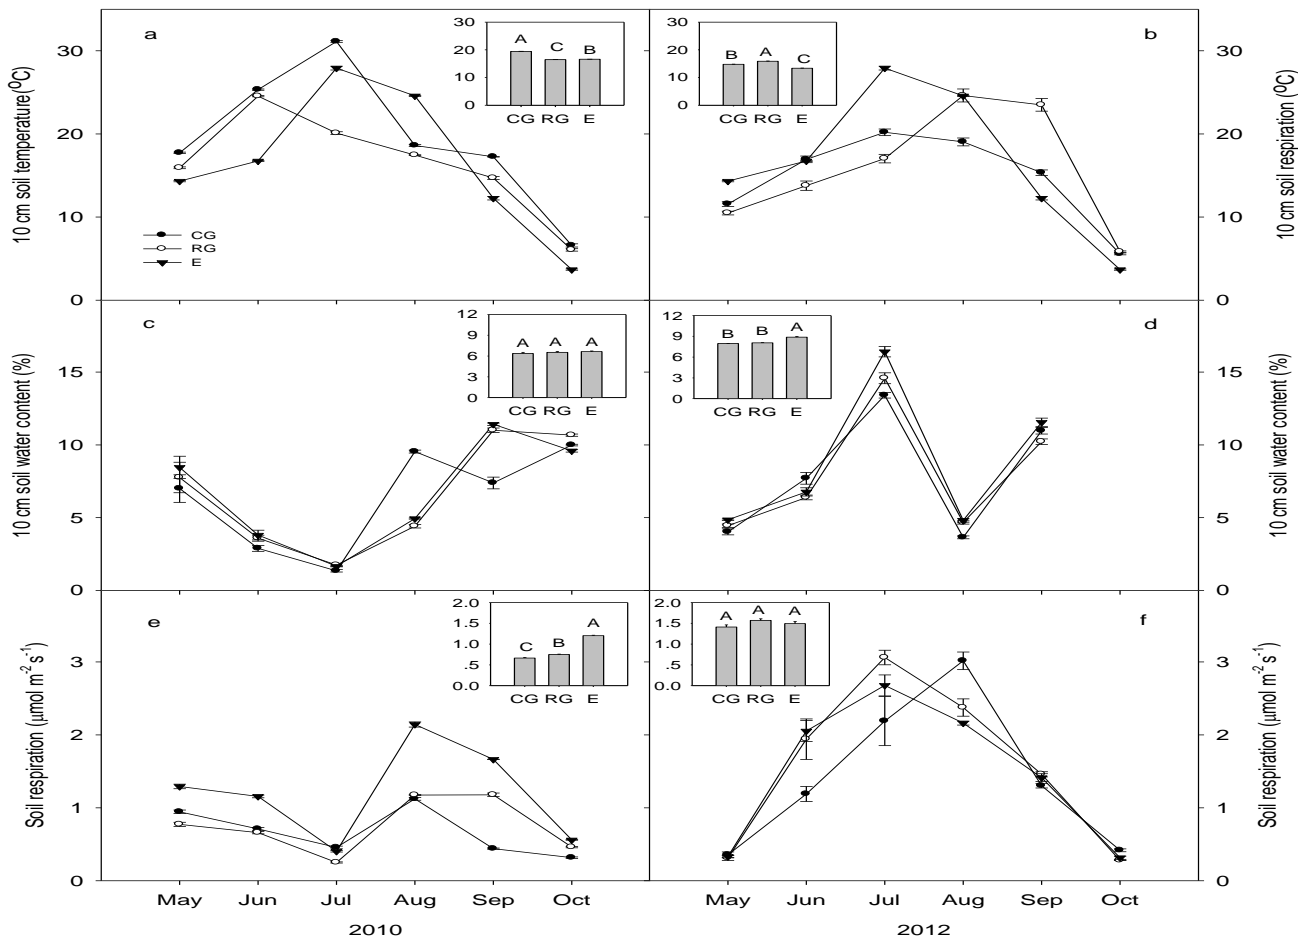 a
30
20
10
0
10 cm soil temperature(⁰C)
CG
RG
E
30
20
10
0
A
C
B
CG RG E
30
20
10
0
B
A
C
CG RG E
b
30
20
10
0
10 cm soil respiration (⁰C)
c
15
10
5
0
10 cm soil water content (%)
12
9
6
3
0
A A A
CG RG E
12
9
6
3
0
B B A
CG RG E
d
15
10
5
0
10 cm soil water content (%)
e
3
2
1
0
Soil respiration (μmol m⁻² s⁻¹)
2.0
1.5
1.0
.5
0.0
C B A
CG RG E
2.0
1.5
1.0
.5
0.0
A A A
CG RG E
f
3
2
1
0
Soil respiration (μmol m⁻² s⁻¹)
May Jun Jul Aug Sep Oct
May Jun Jul Aug Sep Oct
2010
2012